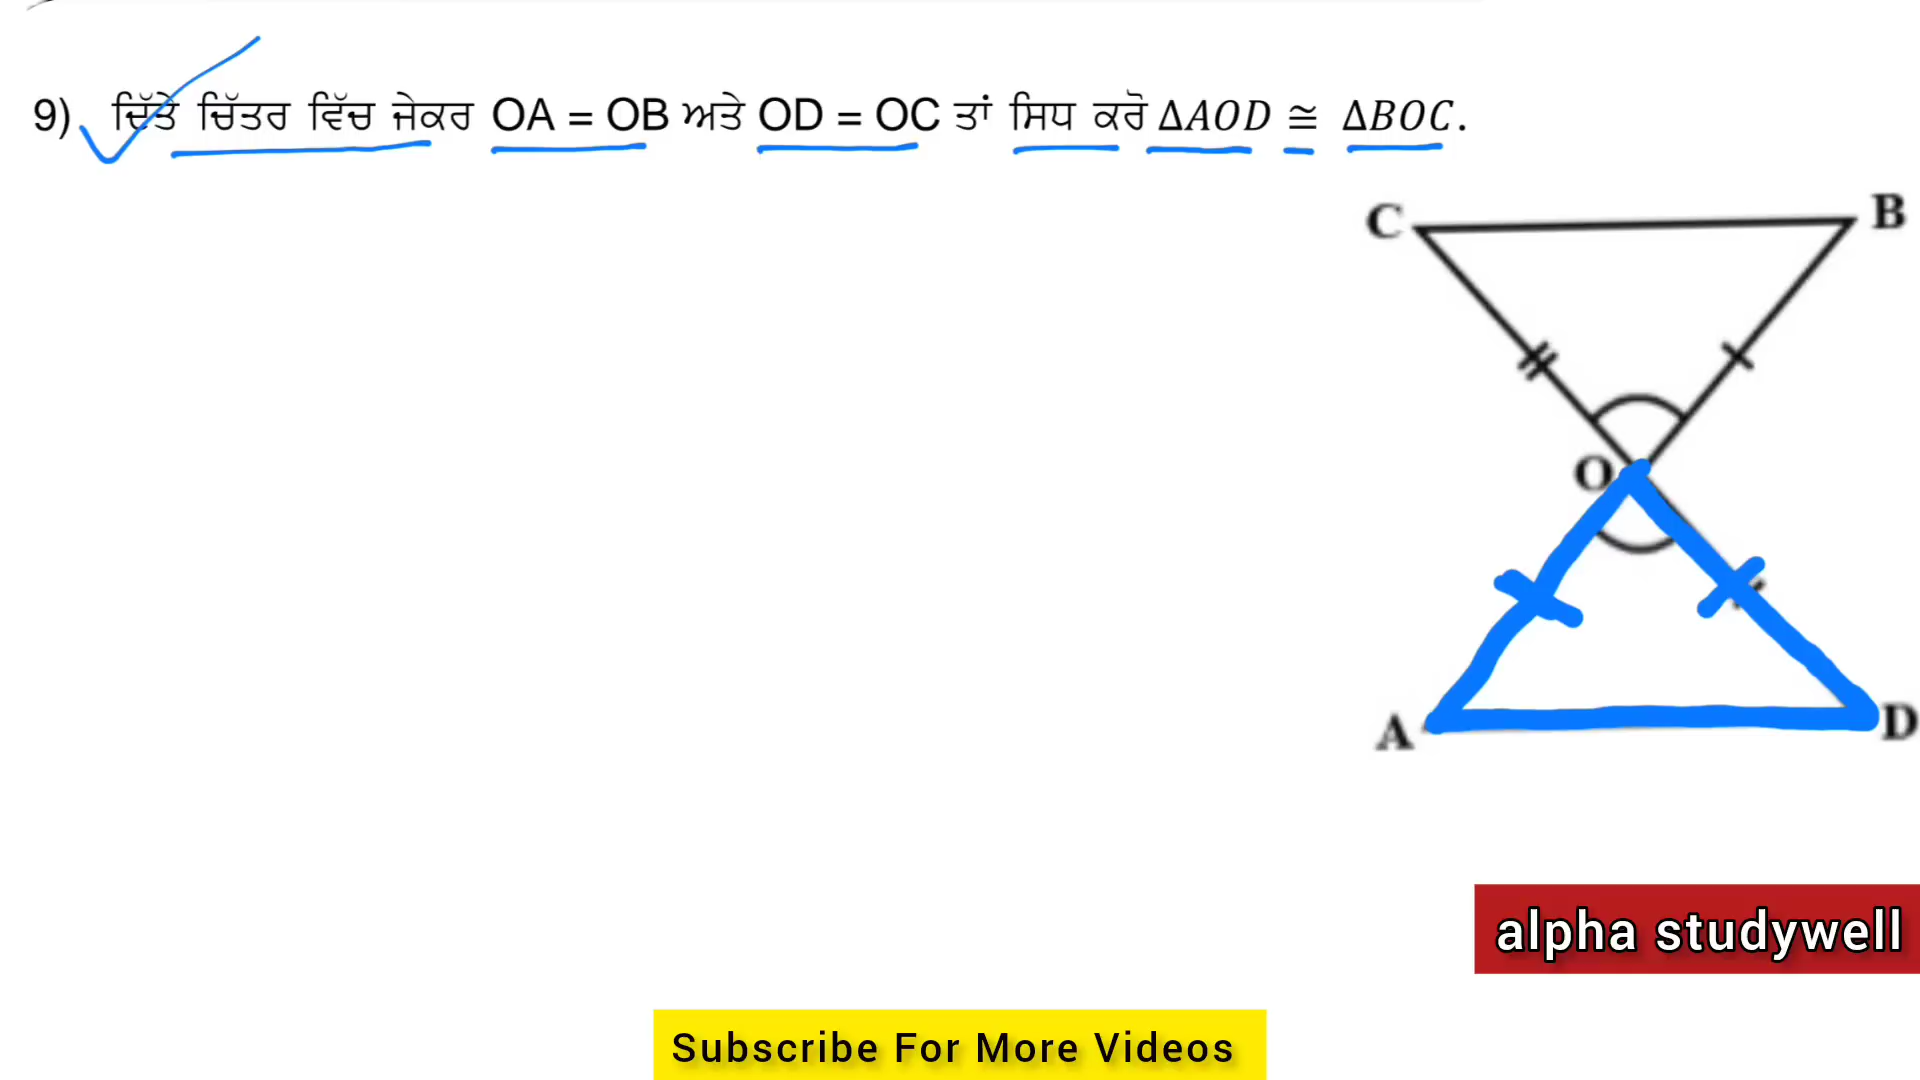 9) ਦਿੱਤੇ ਚਿੱਤਰ ਵਿੱਚ ਜੇਕਰ OA = OB ਅਤੇ OD = OC ਤਾਂ ਸਿਧ ਕਰੋ ΔAOD ≅ ΔBOC.
C B
O
A D
alpha studywell
Subscribe For More Videos